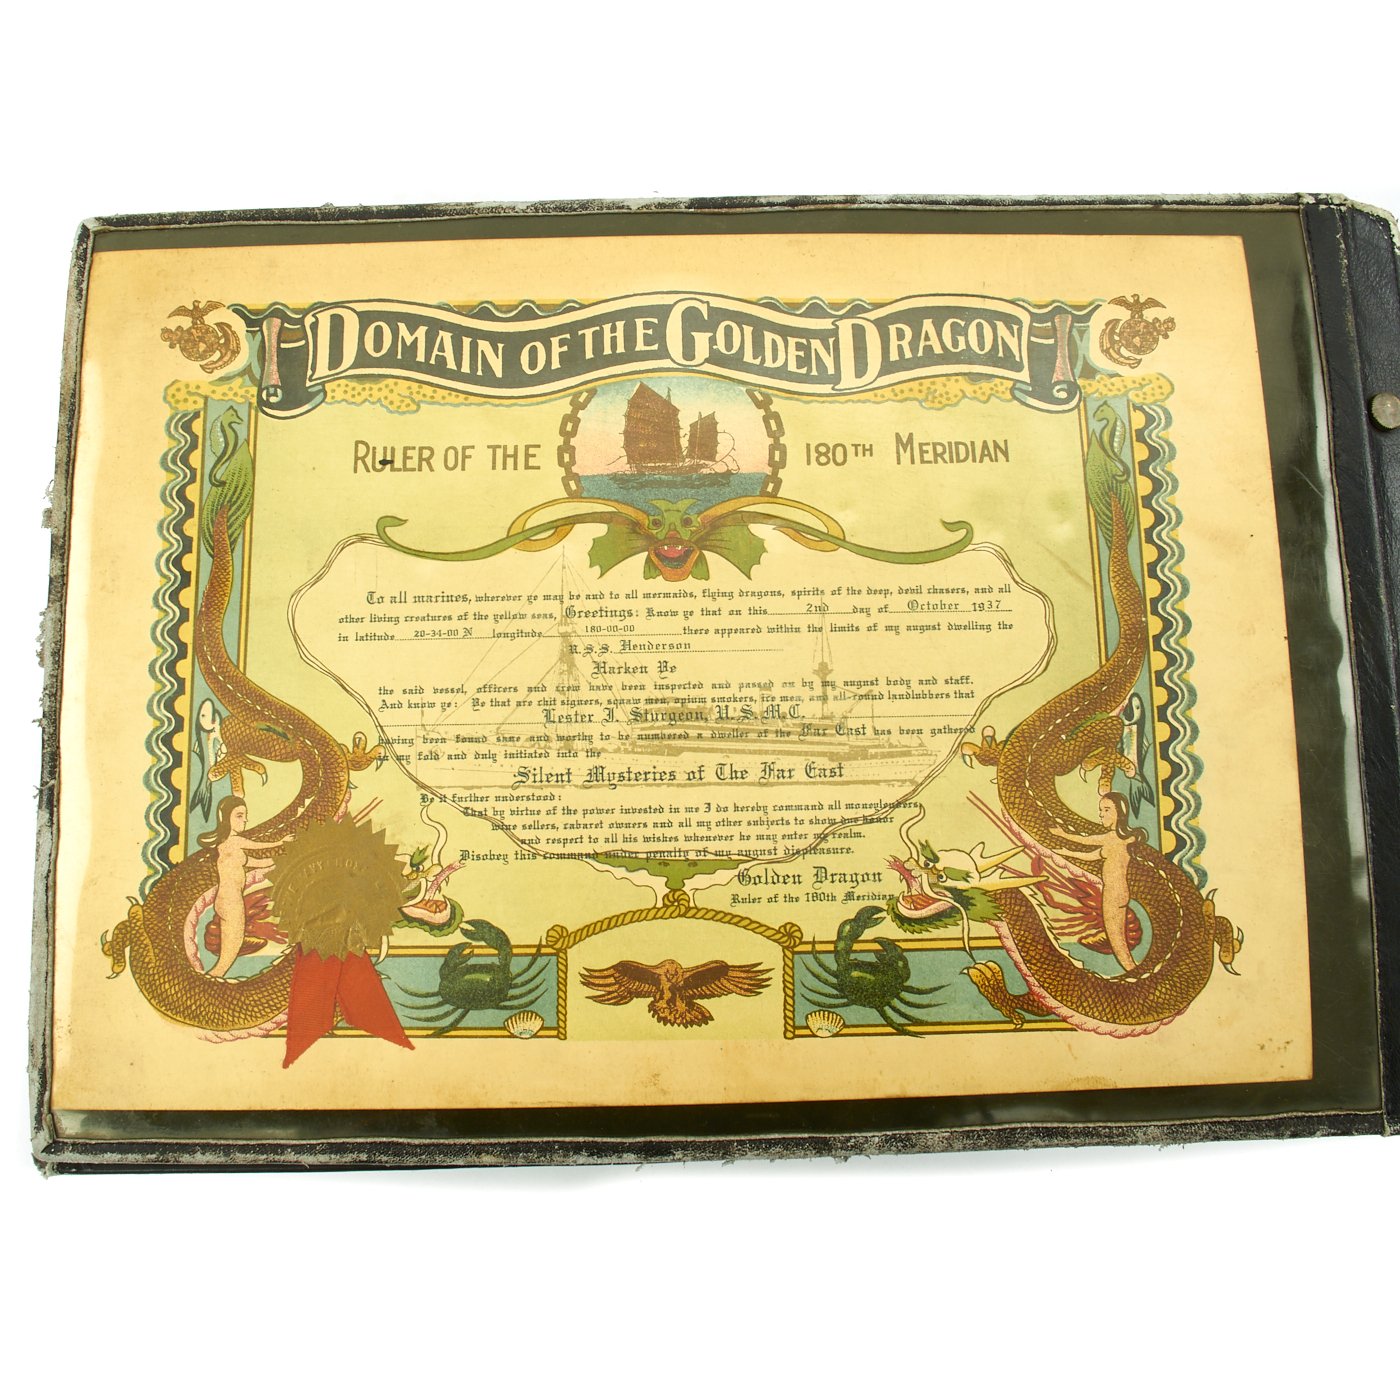 DOMAIN OF THE GOLDEN DRAGON
RULER OF THE 180TH MERIDIAN
To all marines, wherever ye may be and to all mermaids, flying dragons, spirits of the deep, devil chasers, and all
other living creatures of the yellow seas, Greetings: Know ye that on this 2nd day of October 1937
in latitude 20-34-00 N longitude 180-00-00 there appeared within the limits of my august dwelling the
U.S.S. Henderson
Harken Ye
the said vessel, officers and crew have been inspected and passed on by my august body and staff.
And know ye: Ye that are chit signers, squaw men, opium smokers, ice men, and all-round landlubbers that
Lester J. Sturgeon, U.S.M.C.
having been found sane and worthy to be numbered a dweller of the Far East has been gathered
in my fold and duly initiated into the
Silent Mysteries of The Far East
Be it further understood:
That by virtue of the power invested in me I do hereby command all moneylenders,
wine sellers, cabaret owners and all my other subjects to show due honor
and respect to all his wishes whenever he may enter my realm.
Disobey this command under penalty of my august displeasure.
Golden Dragon
Ruler of the 180th Meridian